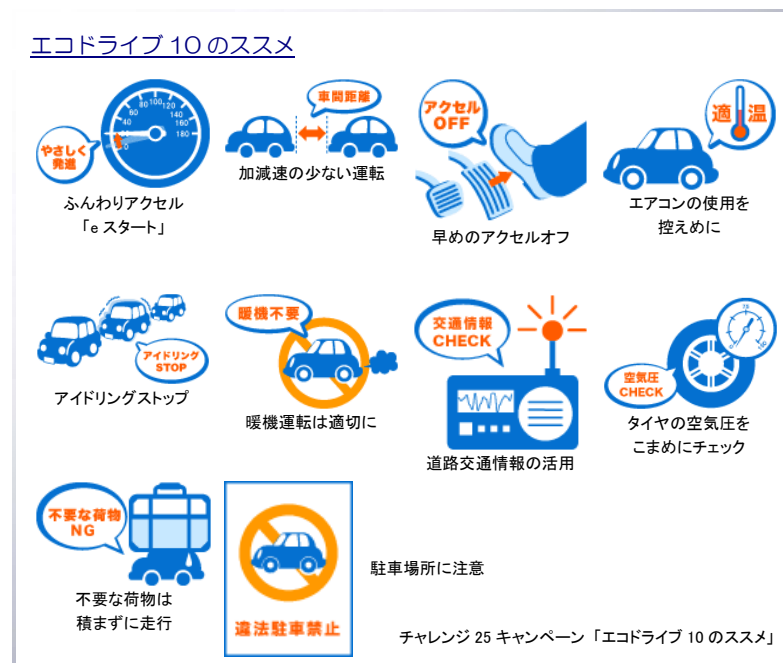 エコドライブ 10 のススメ
やさしく
発進
20 40 60 80 100 120 140 160 180
ふんわりアクセル
「e スタート」
車間距離
加減速の少ない運転
アクセル
OFF
早めのアクセルオフ
適 温
エアコンの使用を
控えめに
アイドリング
STOP
アイドリングストップ
暖機不要
暖機運転は適切に
交通情報
CHECK
道路交通情報の活用
空気圧
CHECK
タイヤの空気圧を
こまめにチェック
不要な荷物
NG
不要な荷物は
積まずに走行
違法駐車禁止
駐車場所に注意
チャレンジ 25 キャンペーン「エコドライブ 10 のススメ」